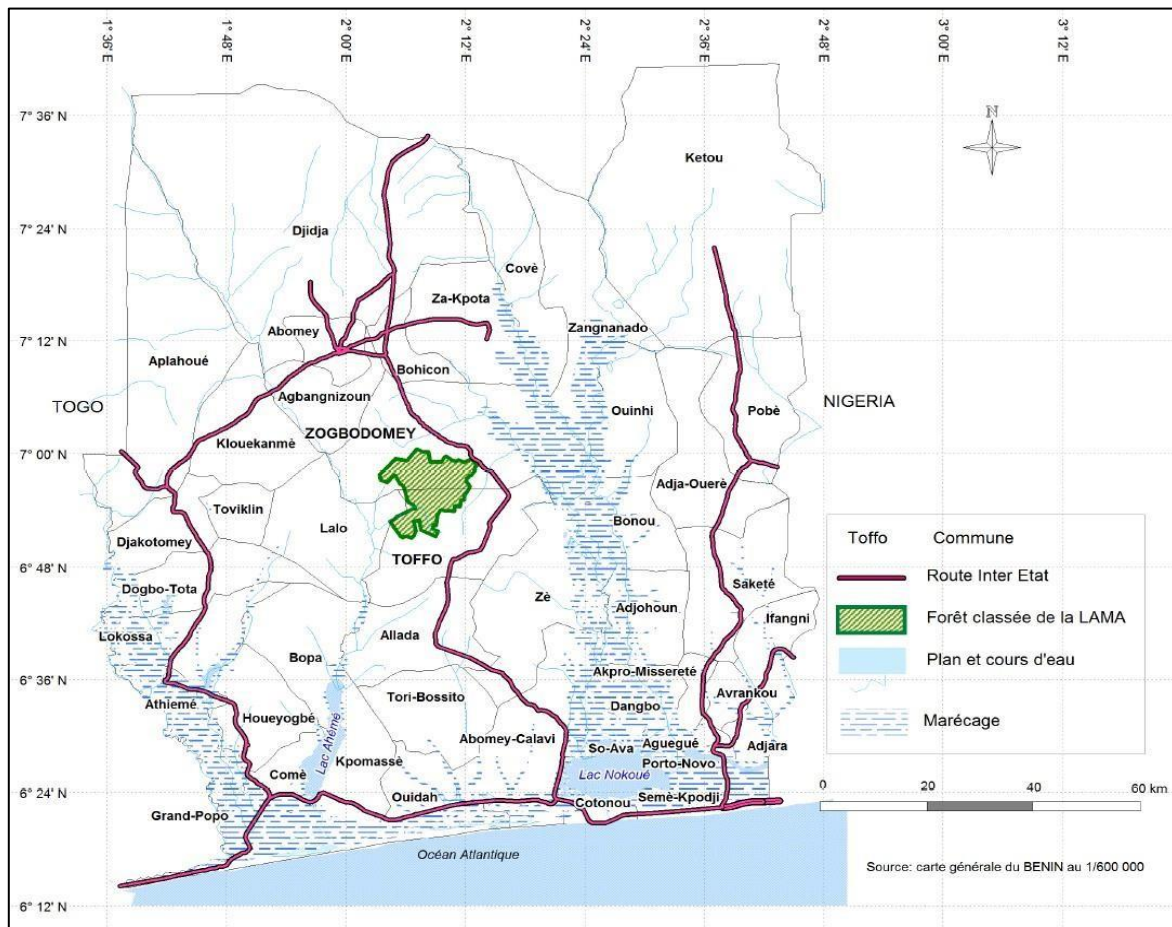 1° 36' E
1° 48' E
2° 00' E
2° 12' E
2° 24' E
2° 36' E
2° 48' E
3° 00' E
3° 12' E
7° 36' N
N
Ketou
7° 24' N
Djidja
Covè
Za-Kpota
Zangnanado
Abomey
7° 12' N
Aplahoué
Bohicon
Agbangnizoun
TOGO
Ouinhi
Pobè
NIGERIA
Klouekanmè
ZOGBODOMEY
7° 00' N
Adja-Ouerè
Toviklin
Lalo
Bonou
Djakotomey
TOFFO
6° 48' N
Dogbo-Tota
Zè
Adjohoun
Saketé
Ifangni
Lokossa
Allada
Bopa
Akpro-Misseretè
6° 36' N
Athiemé
Tori-Bossito
Dangbo
Avrankou
Houeyogbé
Lac Ahémé
Abomey-Calavi
So-Ava
Aguegué
Adjara
Kpomassè
Porto-Novo
Comè
Lac Nokoué
6° 24' N
Ouidah
Cotonou
Semè-Kpodji
Grand-Popo
Océan Atlantique
6° 12' N
Toffo Commune
Route Inter Etat
Forêt classée de la LAMA
Plan et cours d'eau
Marécage
0 20 40 60 km
Source: carte générale du BENIN au 1/600 000